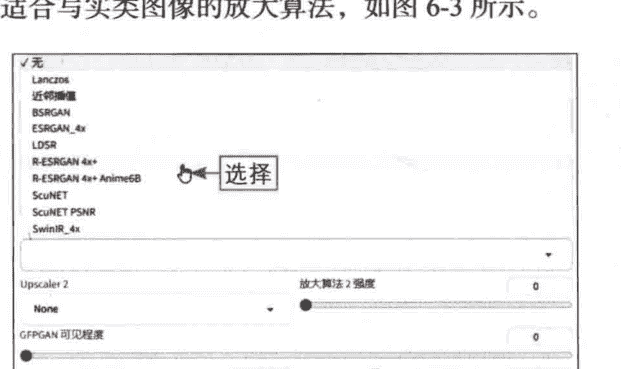 适合写实类图像的放大算法，如图 6-3 所示。
✓无
Lanczos
近邻插值
BSRGAN
ESRGAN_4x
LDSR
R-ESRGAN 4x+
R-ESRGAN 4x+ Anime6B
选择
ScuNET
ScuNET PSNR
SwinIR_4x
Upscaler 2
放大算法 2 强度
0
None
GFPGAN 可见程度
0